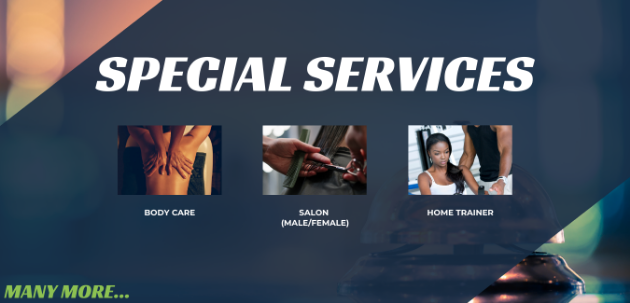 SPECIAL SERVICES
BODY CARE
SALON
(MALE/FEMALE)
HOME TRAINER
MANY MORE...